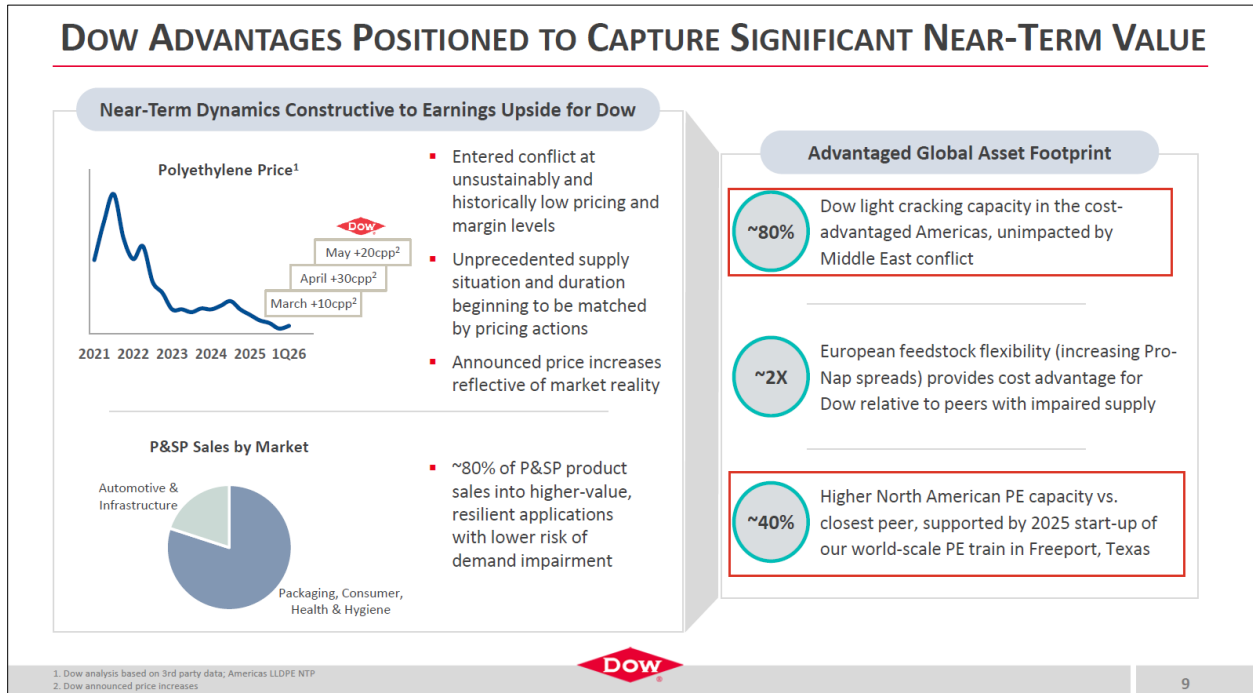 DOW ADVANTAGES POSITIONED TO CAPTURE SIGNIFICANT NEAR-TERM VALUE
Near-Term Dynamics Constructive to Earnings Upside for Dow
Polyethylene Price¹
DOW
May +20cpp²
April +30cpp²
March +10cpp²
2021 2022 2023 2024 2025 1Q26
▪ Entered conflict at
unsustainably and
historically low pricing and
margin levels
▪ Unprecedented supply
situation and duration
beginning to be matched
by pricing actions
▪ Announced price increases
reflective of market reality
P&SP Sales by Market
Automotive &
Infrastructure
Packaging, Consumer,
Health & Hygiene
▪ ~80% of P&SP product
sales into higher-value,
resilient applications
with lower risk of
demand impairment
Advantaged Global Asset Footprint
~80%
Dow light cracking capacity in the cost-
advantaged Americas, unimpacted by
Middle East conflict
~2X
European feedstock flexibility (increasing Pro-
Nap spreads) provides cost advantage for
Dow relative to peers with impaired supply
~40%
Higher North American PE capacity vs.
closest peer, supported by 2025 start-up of
our world-scale PE train in Freeport, Texas
1. Dow analysis based on 3rd party data; Americas LLDPE NTP
2. Dow announced price increases
DOW®
9